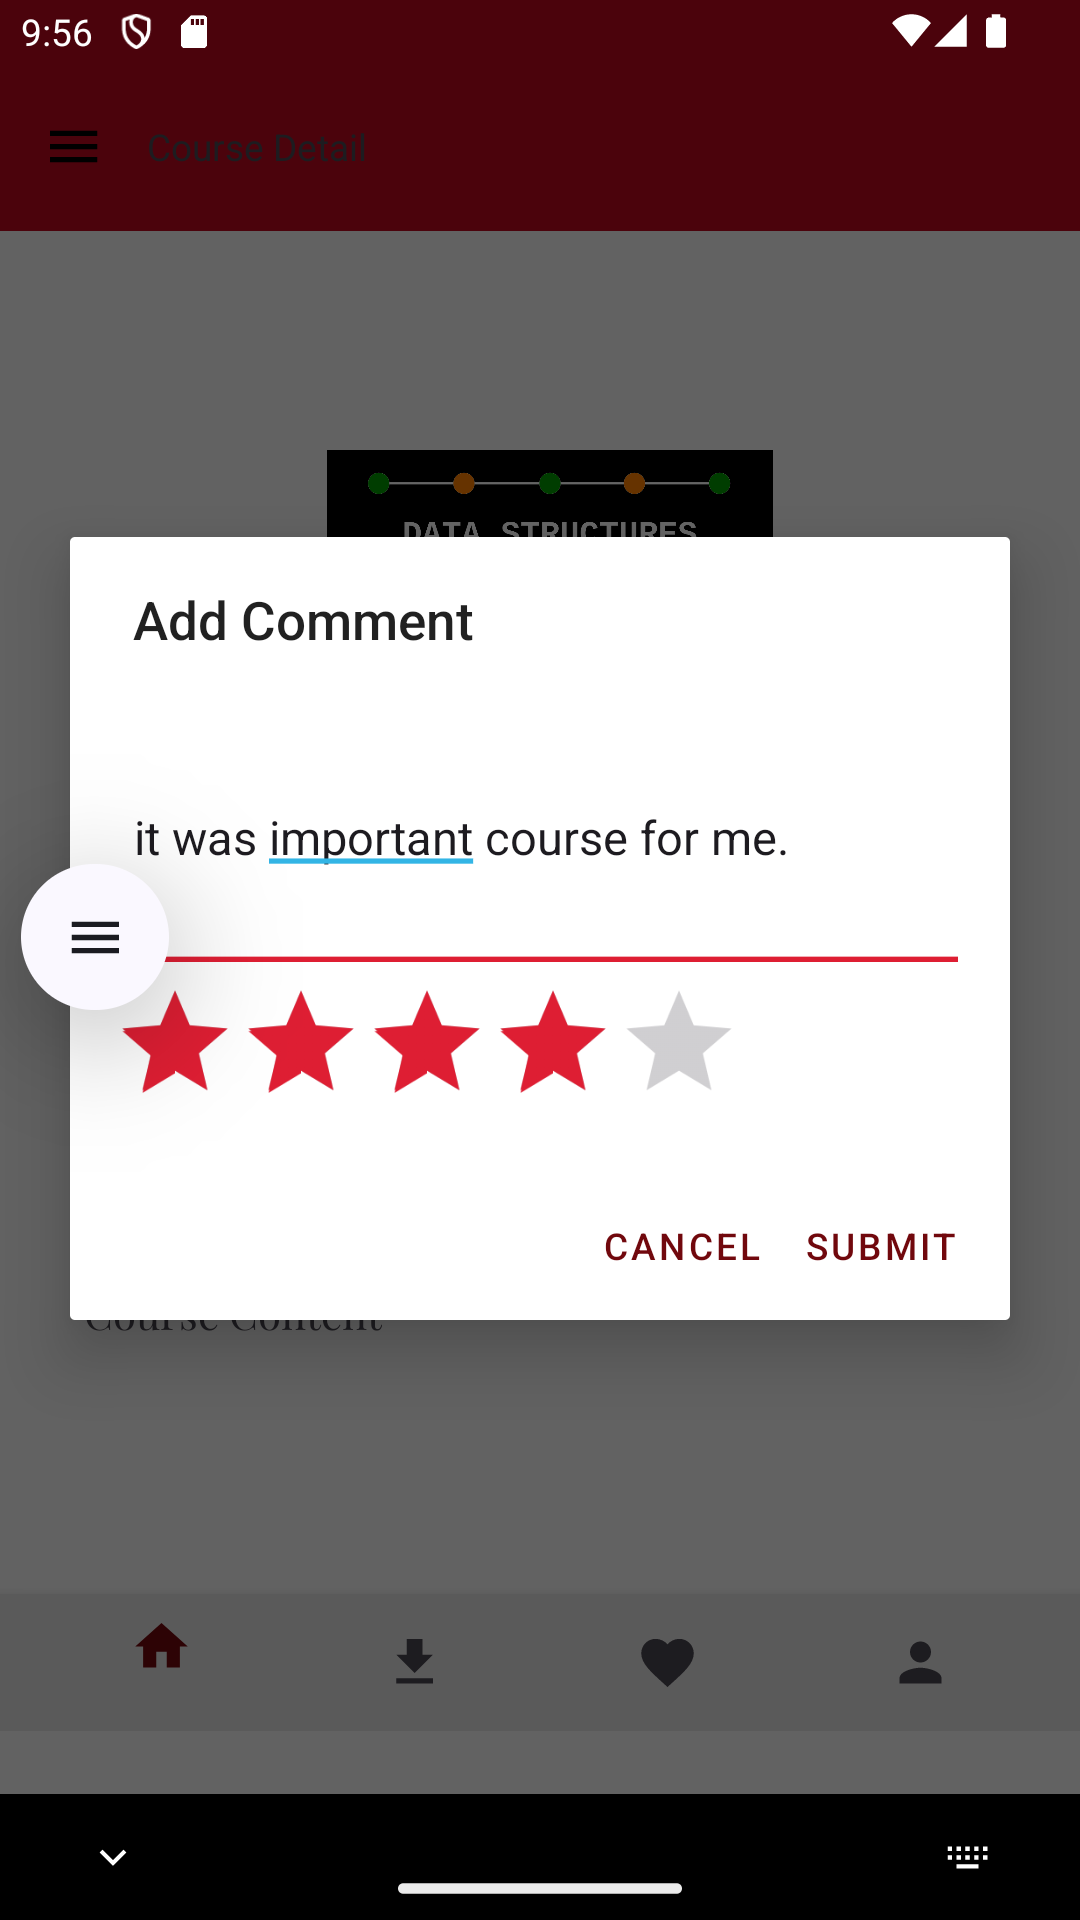 9:56
Course Detail
DATA STRUCTURES
Add Comment
it was important course for me.
CANCEL SUBMIT
Course Content